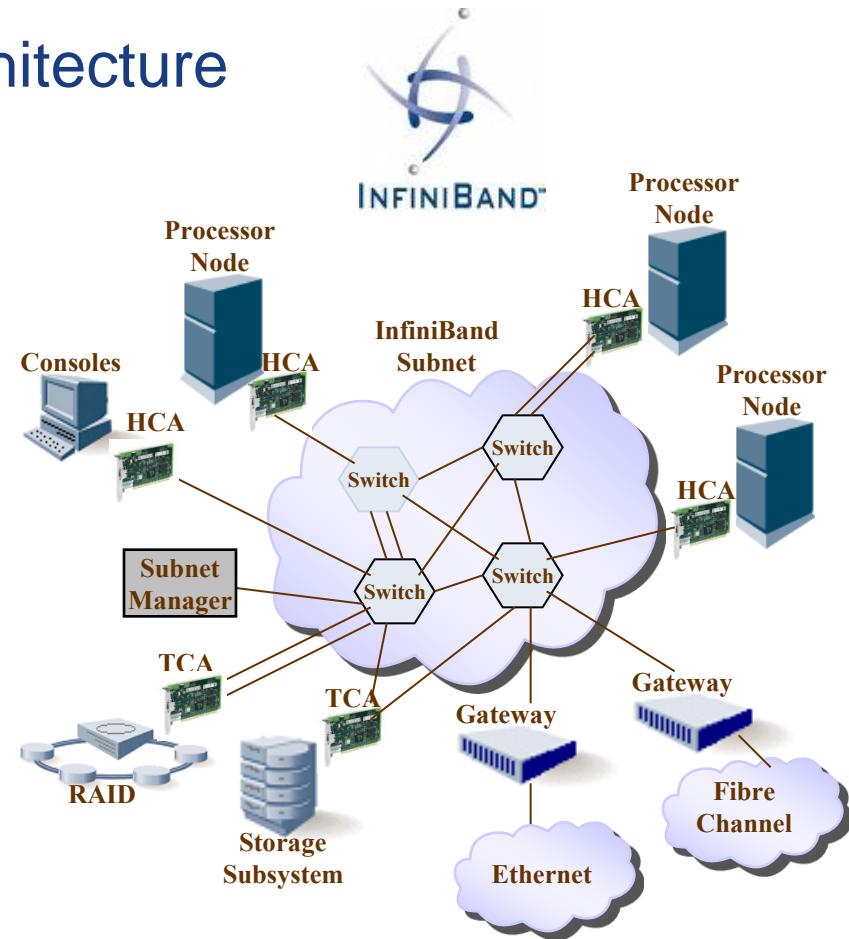 hitecture
INFINIBAND™
Processor
Node
Processor
Node
HCA
InfiniBand
Subnet
Consoles
HCA
Processor
Node
HCA
Switch
Switch
HCA
Subnet
Manager
Switch
Switch
TCA
TCA
Gateway
Gateway
RAID
Fibre
Channel
Storage
Subsystem
Ethernet